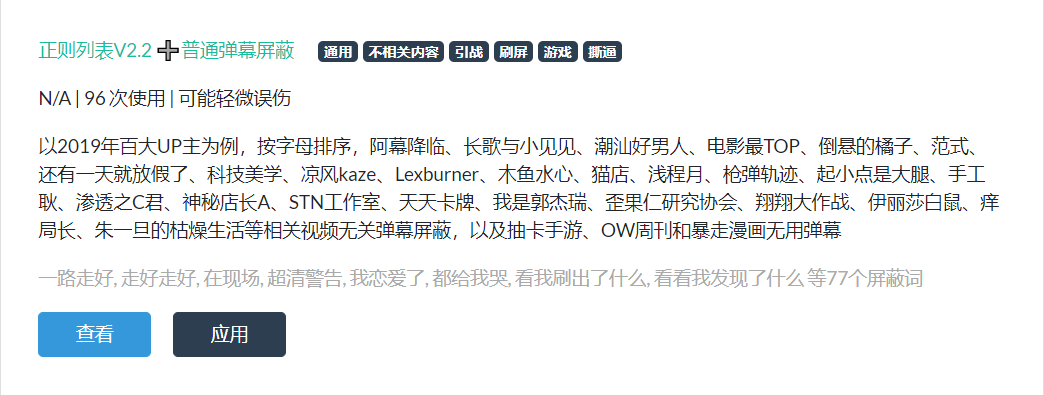 正则列表V2.2 ➕普通弹幕屏蔽 通用 不相关内容 引战 刷屏 游戏 撕逼
N/A | 96 次使用 | 可能轻微误伤
以2019年百大UP主为例，按字母排序，阿幕降临、长歌与小见见、潮汕好男人、电影最TOP、倒悬的橘子、范式、
还有一天就放假了、科技美学、凉风kaze、Lexburner、木鱼水心、猫店、浅程月、枪弹轨迹、起小点是大腿、手工
耿、渗透之C君、神秘店长A、STN工作室、天天卡牌、我是郭杰瑞、歪果仁研究协会、翔翔大作战、伊丽莎白鼠、痒
局长、朱一旦的枯燥生活等相关视频无关弹幕屏蔽，以及抽卡手游、OW周刊和暴走漫画无用弹幕
一路走好, 走好走好, 在现场, 超清警告, 我恋爱了, 都给我哭, 看我刷出了什么, 看看我发现了什么 等77个屏蔽词
查看 应用